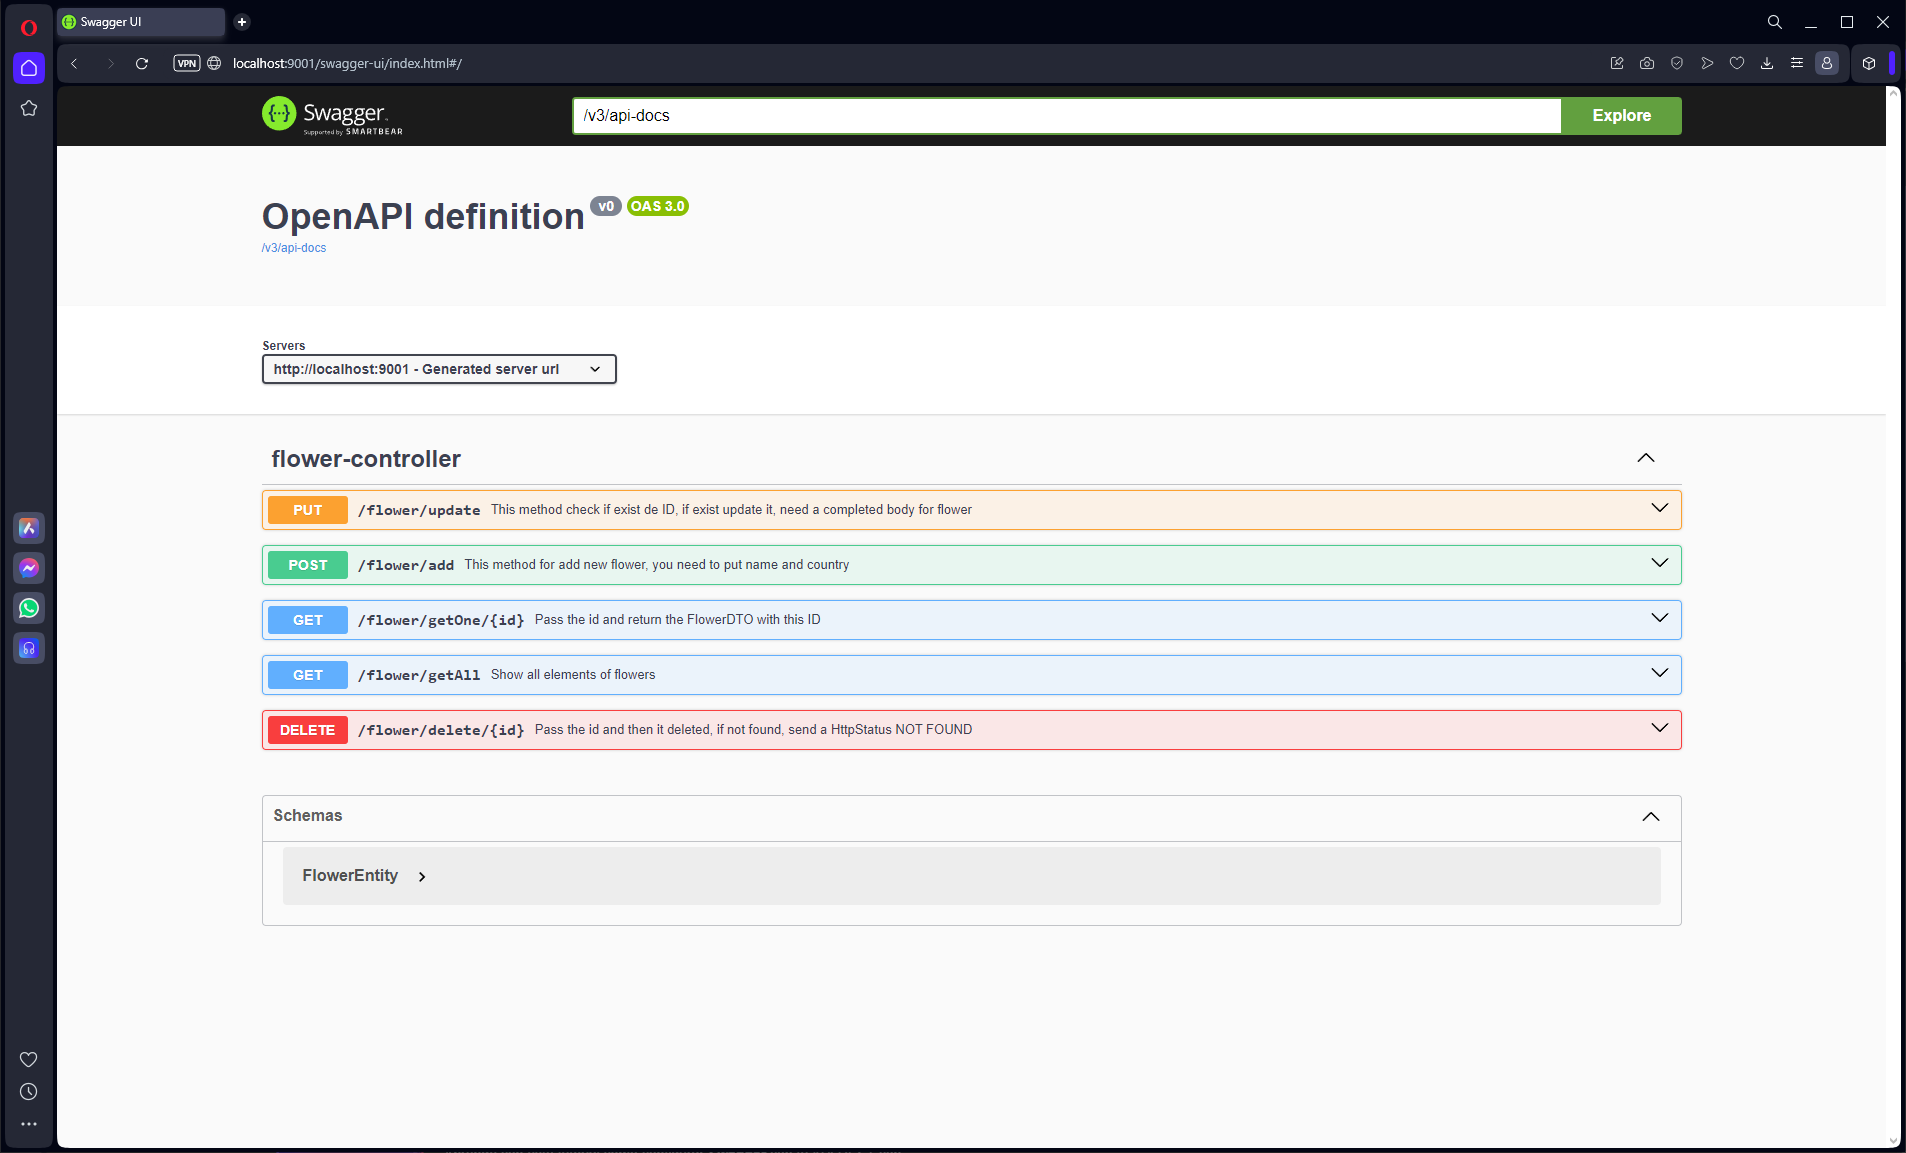 Swagger UI
VPN
localhost:9001/swagger-ui/index.html#/
Swagger
Supported by SMARTBEAR
/v3/api-docs
Explore
OpenAPI definition v0 OAS 3.0
/v3/api-docs
Servers
http://localhost:9001 - Generated server url
flower-controller
PUT /flower/update This method check if exist de ID, if exist update it, need a completed body for flower
POST /flower/add This method for add new flower, you need to put name and country
GET /flower/getOne/{id} Pass the id and return the FlowerDTO with this ID
GET /flower/getAll Show all elements of flowers
DELETE /flower/delete/{id} Pass the id and then it deleted, if not found, send a HttpStatus NOT FOUND
Schemas
FlowerEntity